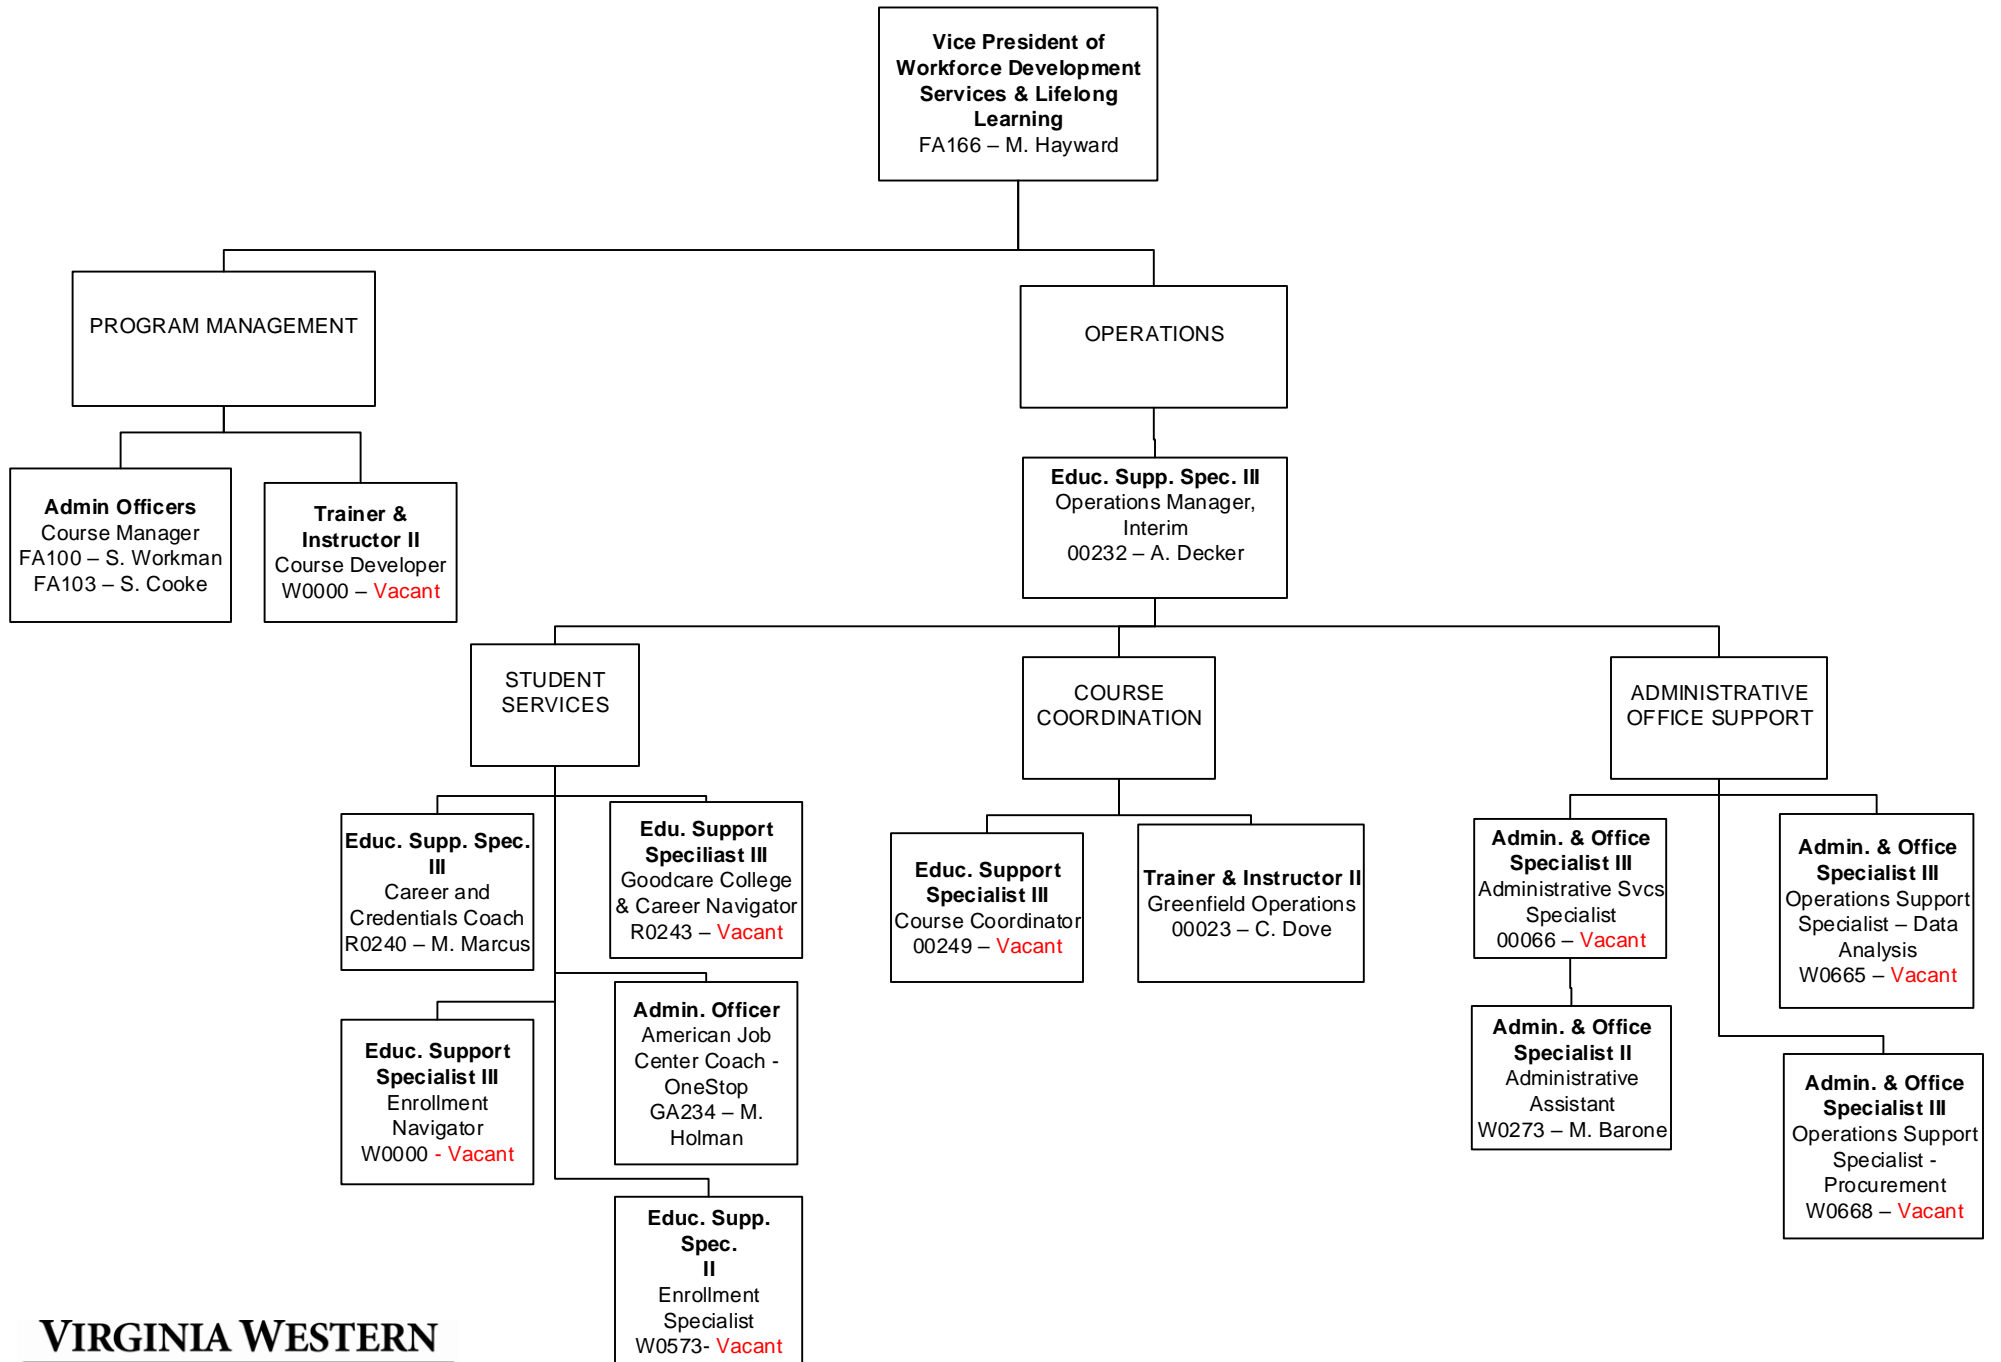 Vice President of
Workforce Development
Services & Lifelong
Learning
FA166 – M. Hayward
PROGRAM MANAGEMENT
OPERATIONS
Admin Officers
Course Manager
FA100 – S. Workman
FA103 – S. Cooke
Trainer &
Instructor II
Course Developer
W0000 – Vacant
Educ. Supp. Spec. III
Operations Manager,
Interim
00232 – A. Decker
STUDENT
SERVICES
COURSE
COORDINATION
ADMINISTRATIVE
OFFICE SUPPORT
Educ. Supp. Spec.
III
Career and
Credentials Coach
R0240 – M. Marcus
Edu. Support
Speciliast III
Goodcare College
& Career Navigator
R0243 – Vacant
Educ. Support
Specialist III
Course Coordinator
00249 – Vacant
Trainer & Instructor II
Greenfield Operations
00023 – C. Dove
Admin. & Office
Specialist III
Administrative Svcs
Specialist
00066 – Vacant
Admin. & Office
Specialist III
Operations Support
Specialist – Data
Analysis
W0665 – Vacant
Educ. Support
Specialist III
Enrollment
Navigator
W0000 - Vacant
Admin. Officer
American Job
Center Coach -
OneStop
GA234 – M.
Holman
Admin. & Office
Specialist II
Administrative
Assistant
W0273 – M. Barone
Admin. & Office
Specialist III
Operations Support
Specialist -
Procurement
W0668 – Vacant
Educ. Supp.
Spec.
II
Enrollment
Specialist
W0573- Vacant
VIRGINIA WESTERN